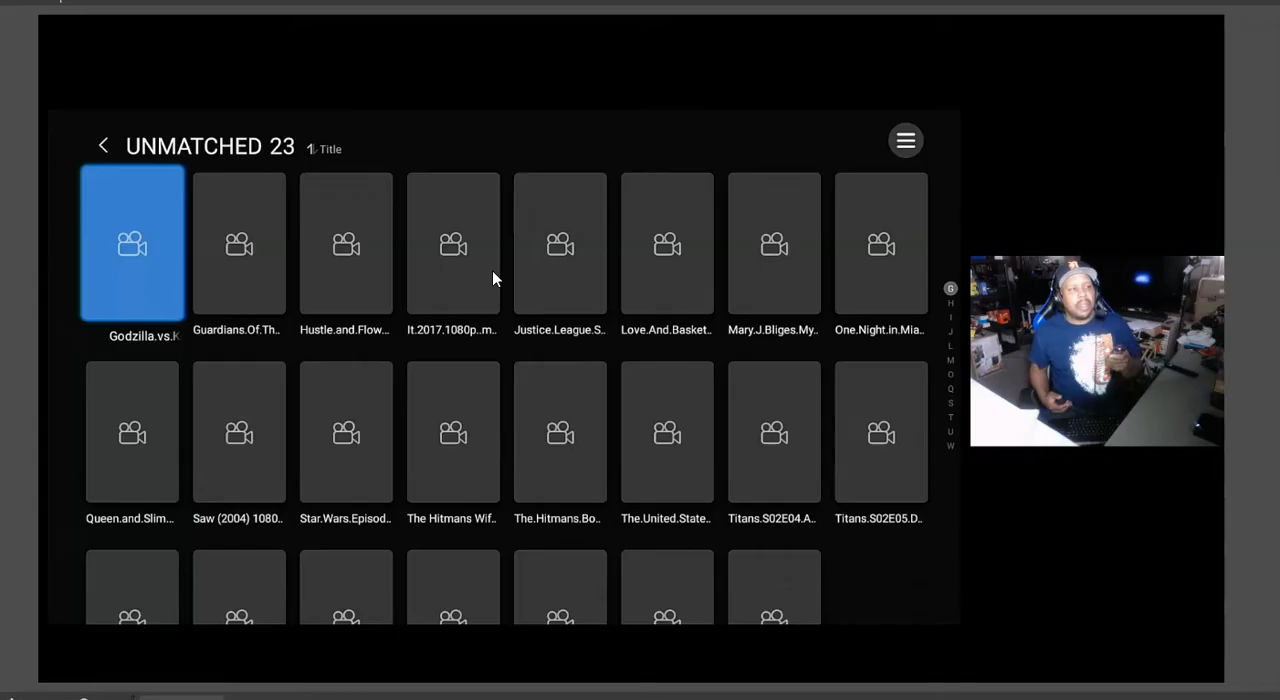 UNMATCHED 23
Title
Godzilla.vs.K
Guardians.Of.Th..
Hustle.and.Flow...
It.2017.1080p..m..
Justice.League.S..
Love.And.Basket..
Mary.J.Bliges.My..
One.Night.in.Mia..
G
H
I
J
L
M
O
Q
S
T
U
W
Queen.and.Slim...
Saw (2004) 1080..
Star.Wars.Episod..
The Hitmans Wif..
The.Hitmans.Bo..
The.United.State..
Titans.S02E04.A..
Titans.S02E05.D..